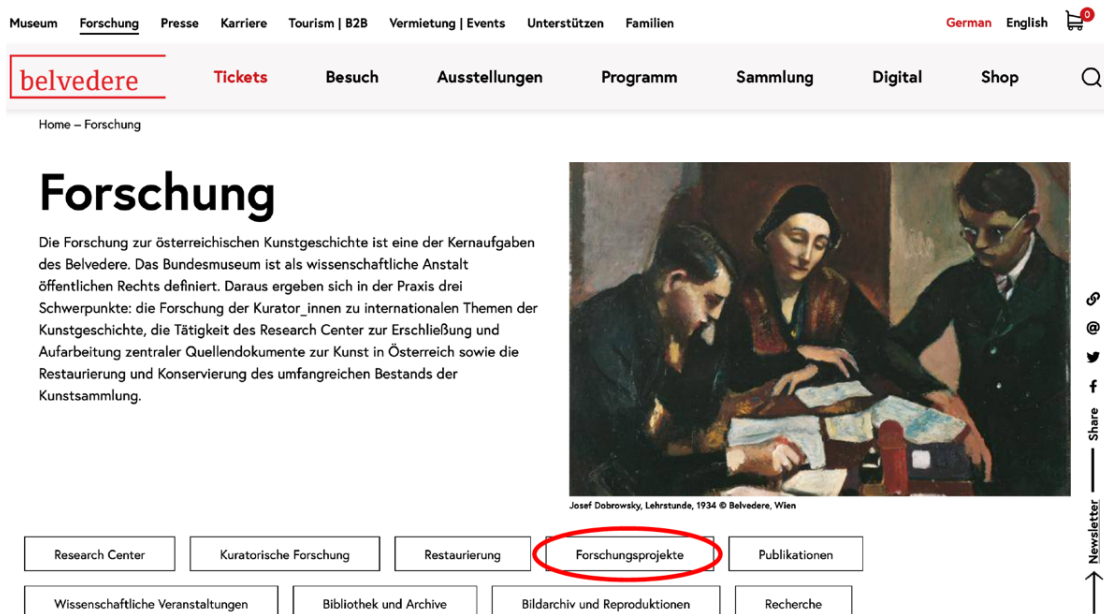 Museum Forschung Presse Karriere Tourism | B2B Vermietung | Events Unterstützen Familien German English 0
belvedere Tickets Besuch Ausstellungen Programm Sammlung Digital Shop
Home – Forschung
Forschung
Die Forschung zur österreichischen Kunstgeschichte ist eine der Kernaufgaben
des Belvedere. Das Bundesmuseum ist als wissenschaftliche Anstalt
öffentlichen Rechts definiert. Daraus ergeben sich in der Praxis drei
Schwerpunkte: die Forschung der Kurator_innen zu internationalen Themen der
Kunstgeschichte, die Tätigkeit des Research Center zur Erschließung und
Aufarbeitung zentraler Quellendokumente zur Kunst in Österreich sowie die
Restaurierung und Konservierung des umfangreichen Bestands der
Kunstsammlung.
Josef Dobrowsky, Lehrstunde, 1934 © Belvedere, Wien
Share
Newsletter
Research Center Kuratorische Forschung Restaurierung Forschungsprojekte Publikationen
Wissenschaftliche Veranstaltungen Bibliothek und Archive Bildarchiv und Reproduktionen Recherche